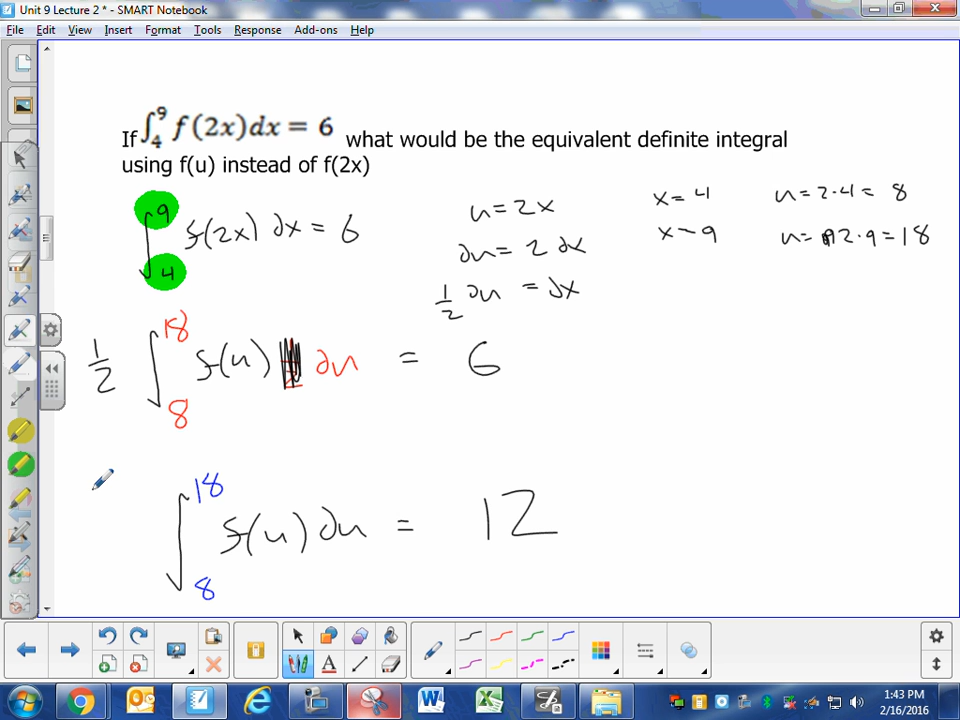 Unit 9 Lecture 2 * - SMART Notebook
File Edit View Insert Format Tools Response Add-ons Help
If ∫₄⁹ f(2x)dx = 6 what would be the equivalent definite integral
using f(u) instead of f(2x)
∫₄⁹ f(2x) dx = 6
u = 2x
du = 2 dx
1/2 du = dx
x = 4 u = 2·4 = 8
x = 9 u = 2·9 = 18
1/2 ∫₈¹⁸ f(u) du = 6
∫₈¹⁸ f(u) du = 12
A
1:43 PM
2/16/2016